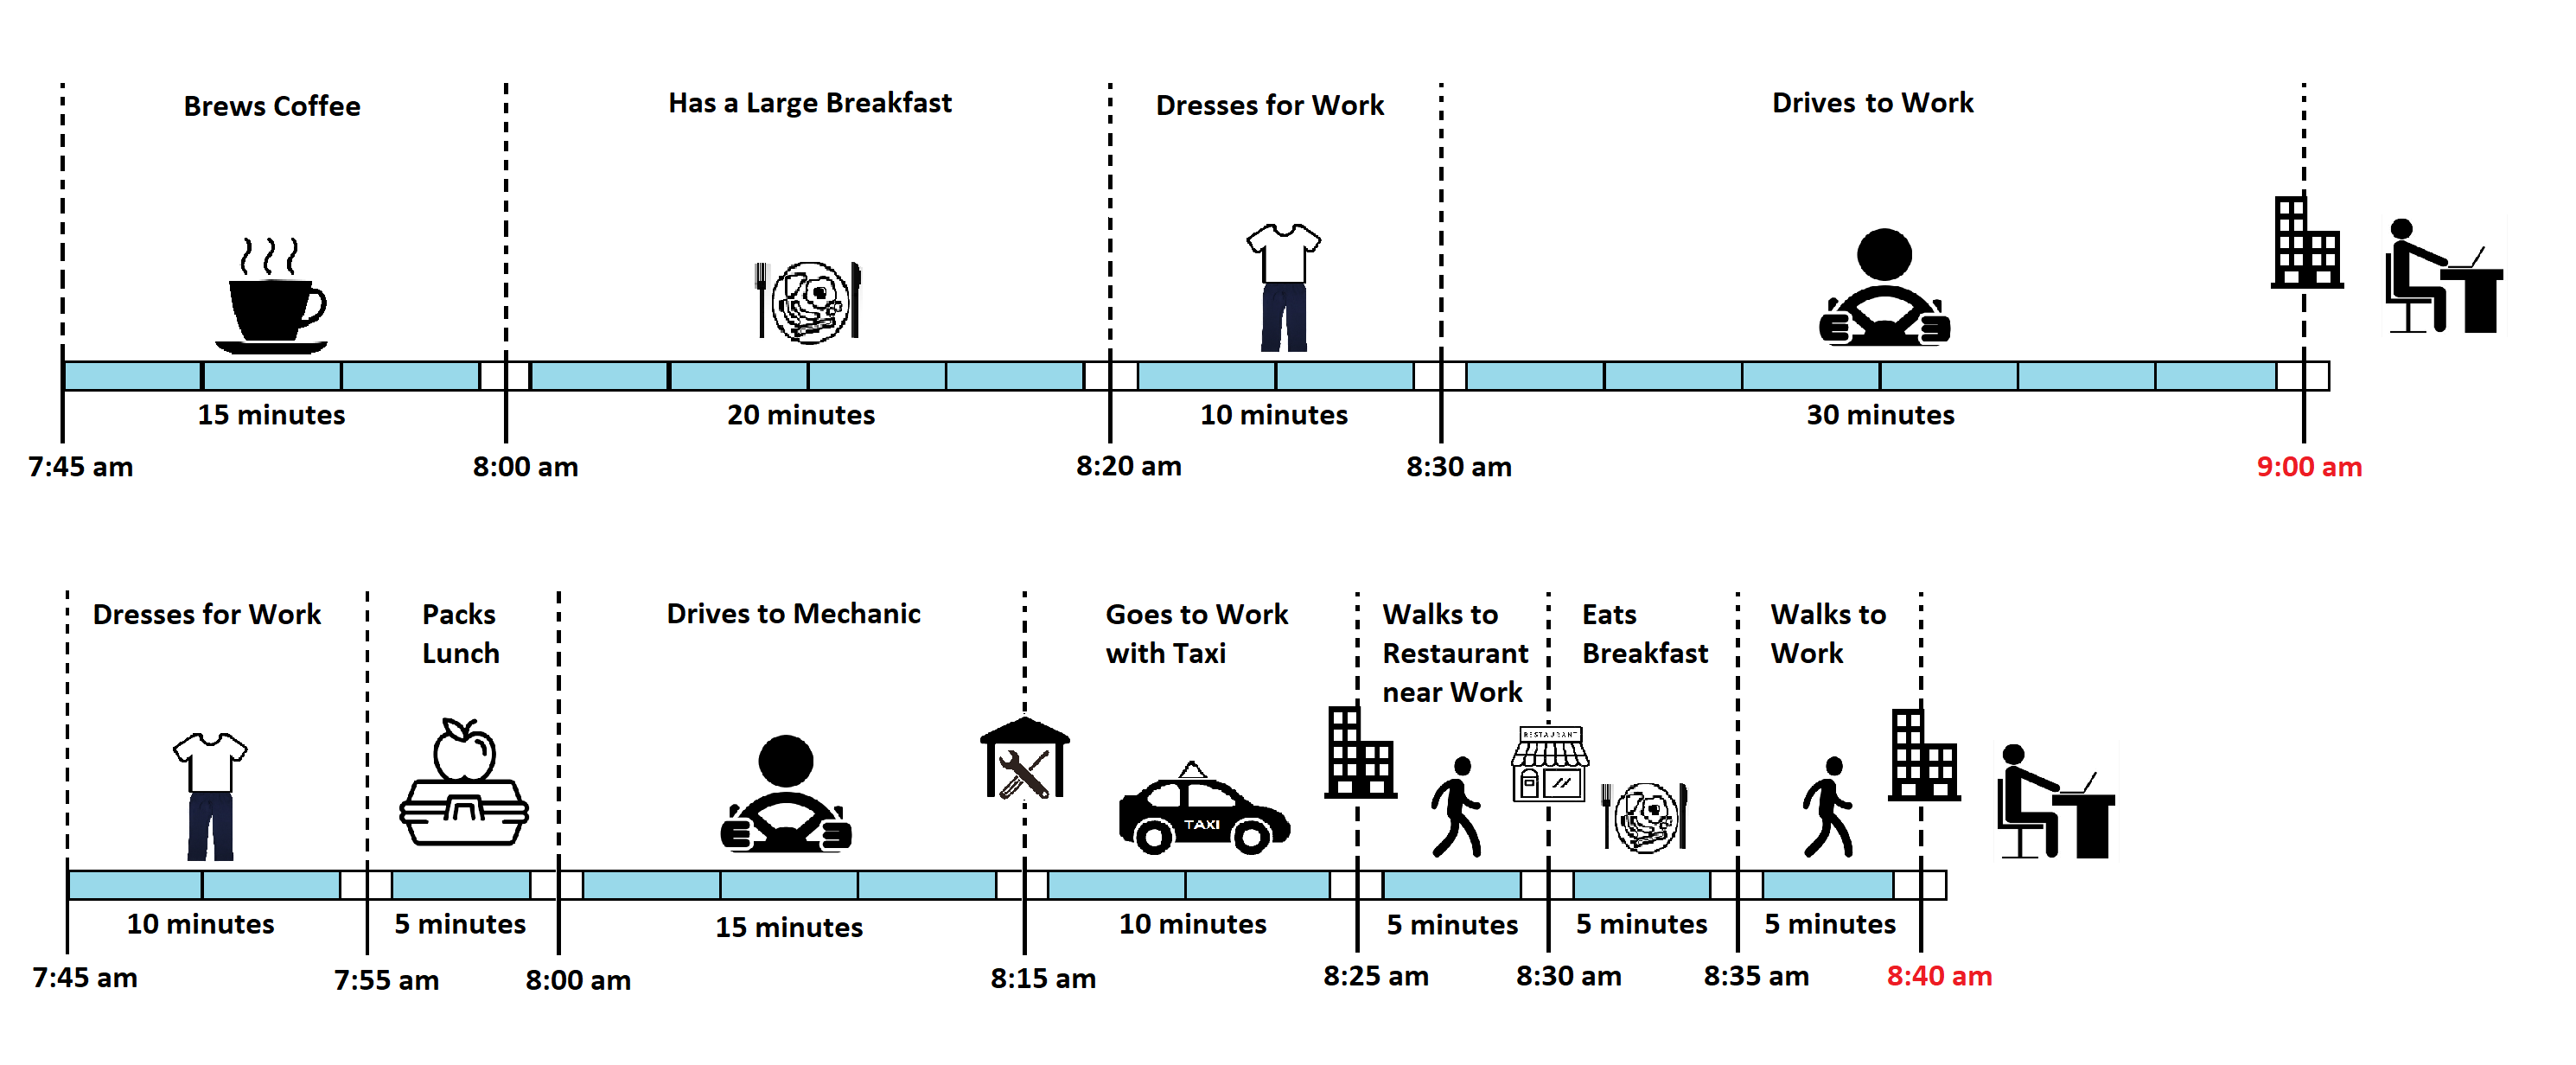 Brews Coffee
Has a Large Breakfast
Dresses for Work
Drives to Work
15 minutes
20 minutes
10 minutes
30 minutes
7:45 am
8:00 am
8:20 am
8:30 am
9:00 am
Dresses for Work
Packs
Lunch
Drives to Mechanic
Goes to Work
with Taxi
Walks to
Restaurant
near Work
Eats
Breakfast
Walks to
Work
RESTAURANT
TAXI
10 minutes
5 minutes
15 minutes
10 minutes
5 minutes
5 minutes
5 minutes
7:45 am
7:55 am
8:00 am
8:15 am
8:25 am
8:30 am
8:35 am
8:40 am